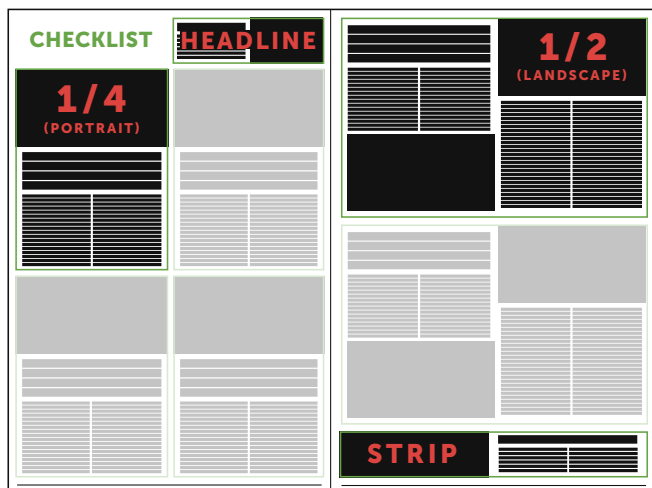 CHECKLIST
HEADLINE
1/4
(PORTRAIT)
1/2
(LANDSCAPE)
STRIP